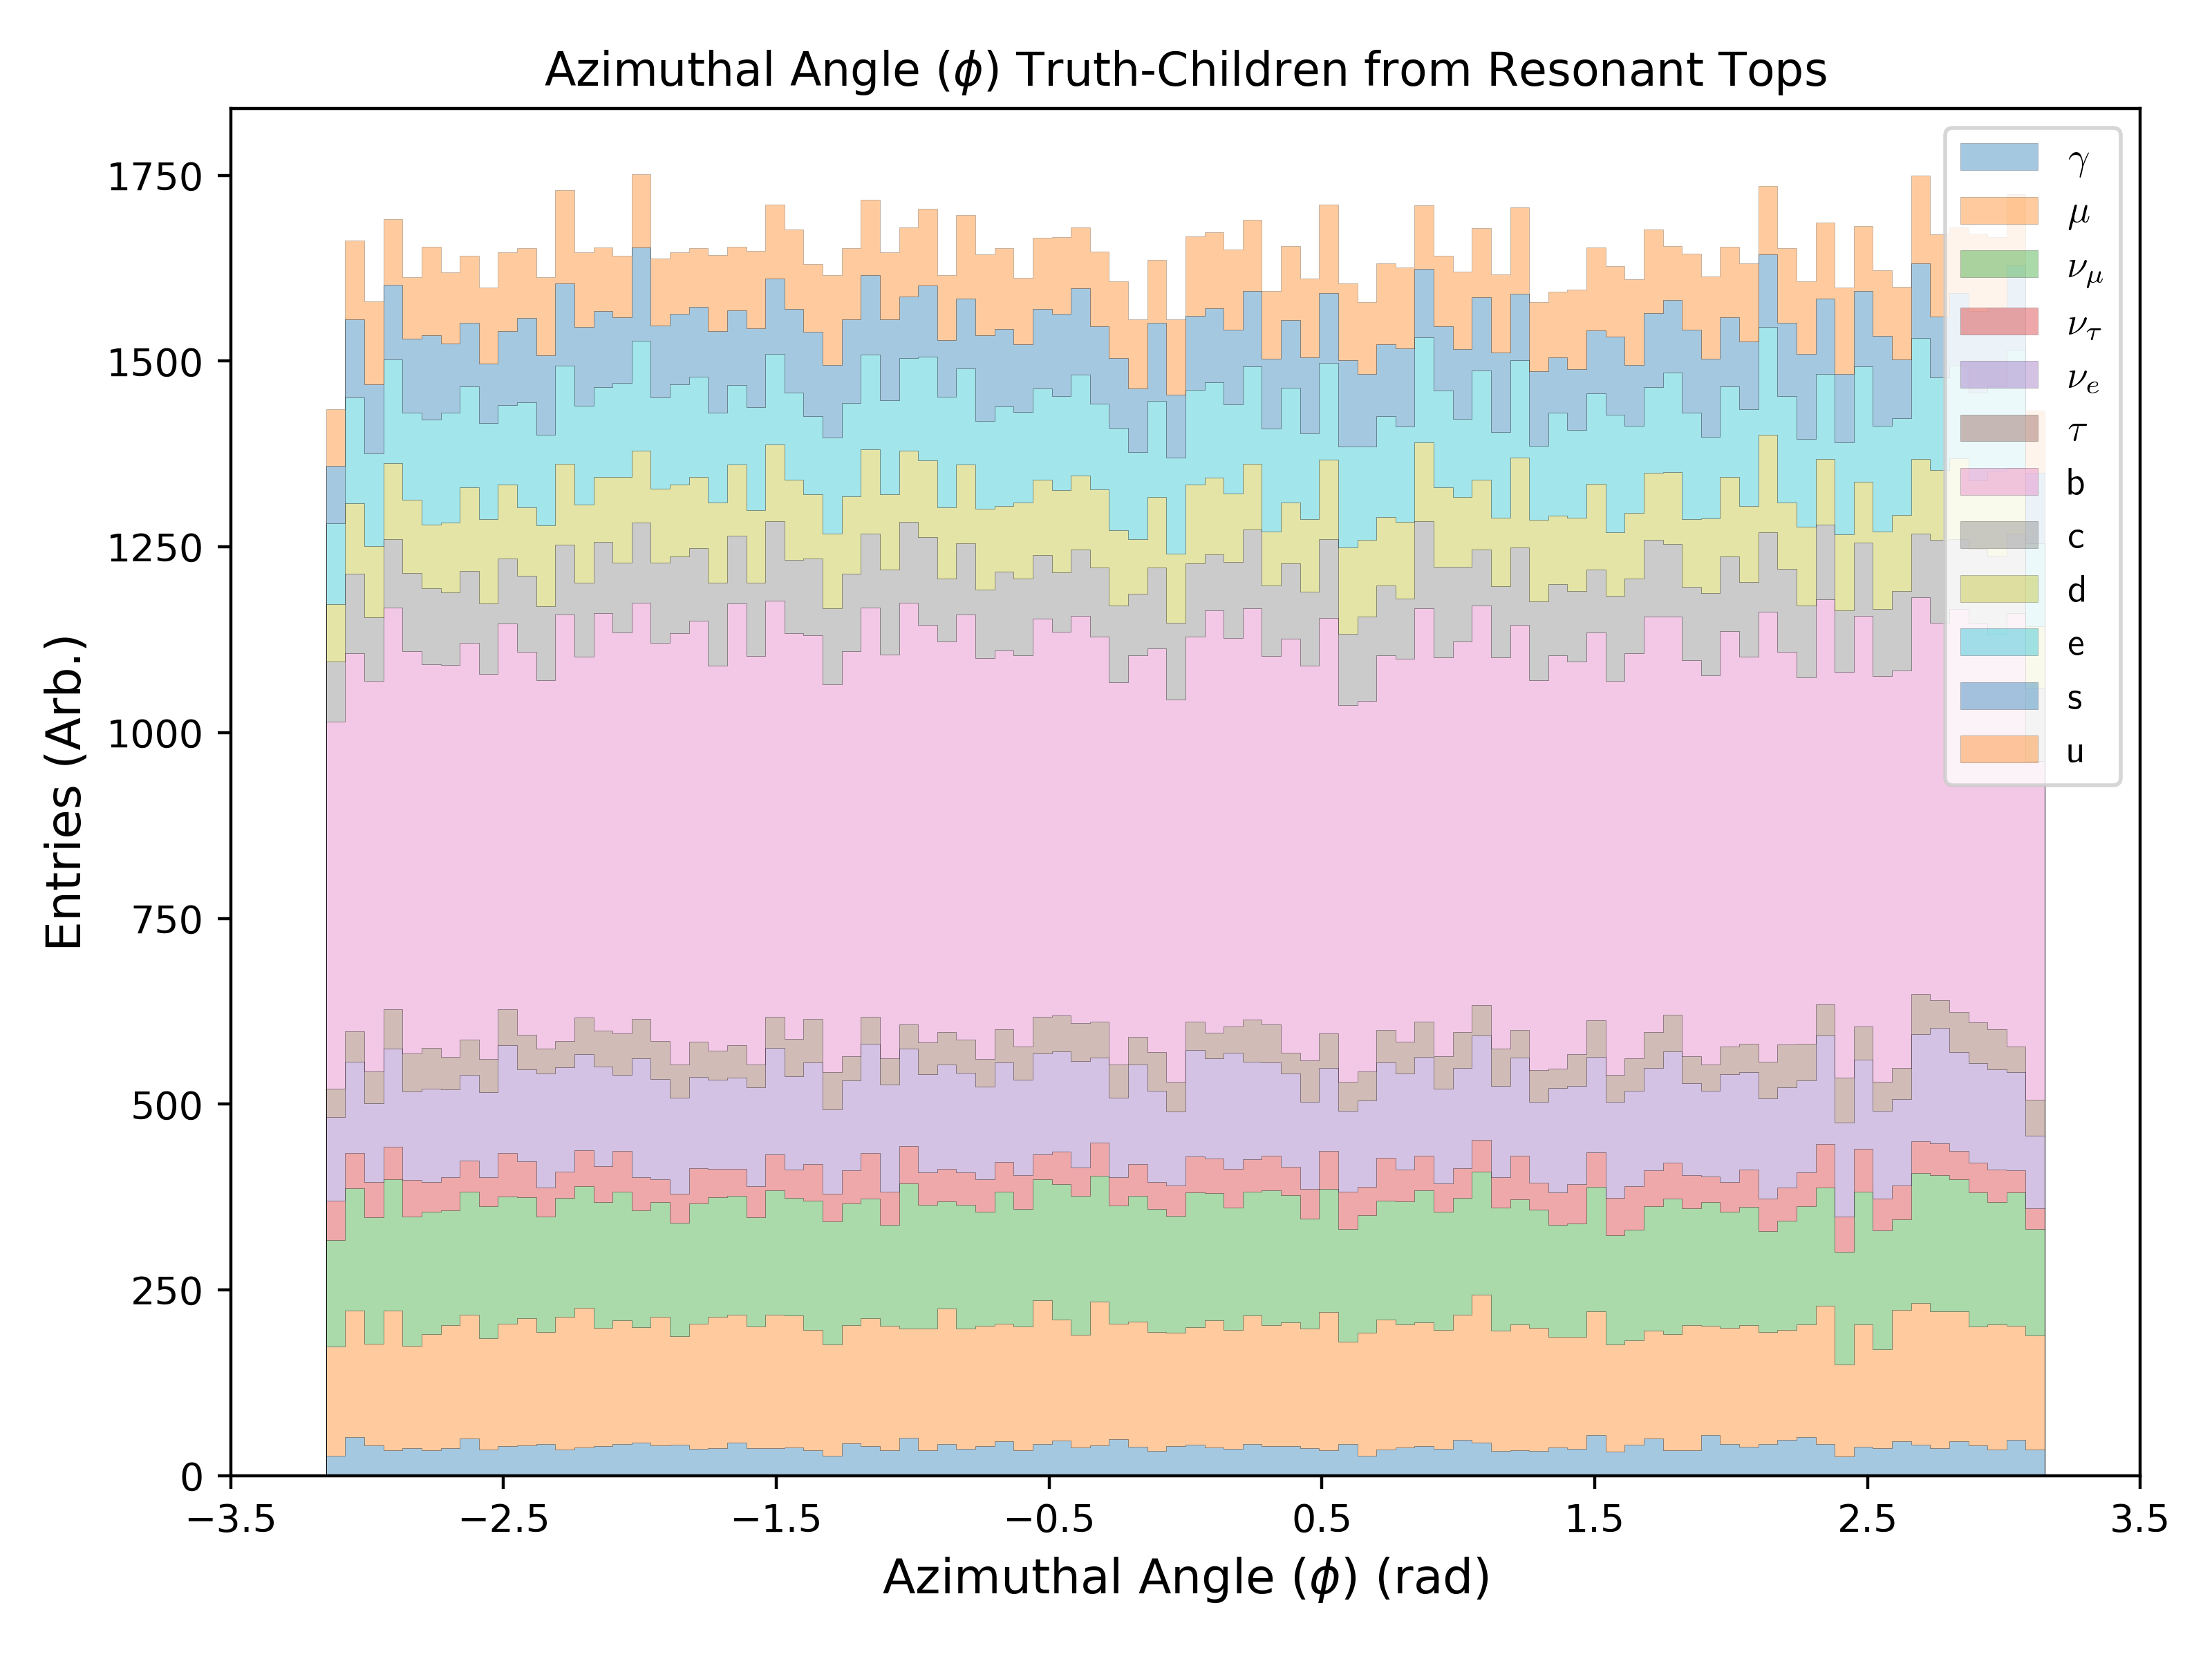 Azimuthal Angle (ϕ) Truth-Children from Resonant Tops
Entries (Arb.)
1750
1500
1250
1000
750
500
250
0
−3.5 −2.5 −1.5 −0.5 0.5 1.5 2.5 3.5
Azimuthal Angle (ϕ) (rad)
γ
μ
ν_μ
ν_τ
ν_e
τ
b
c
d
e
s
u